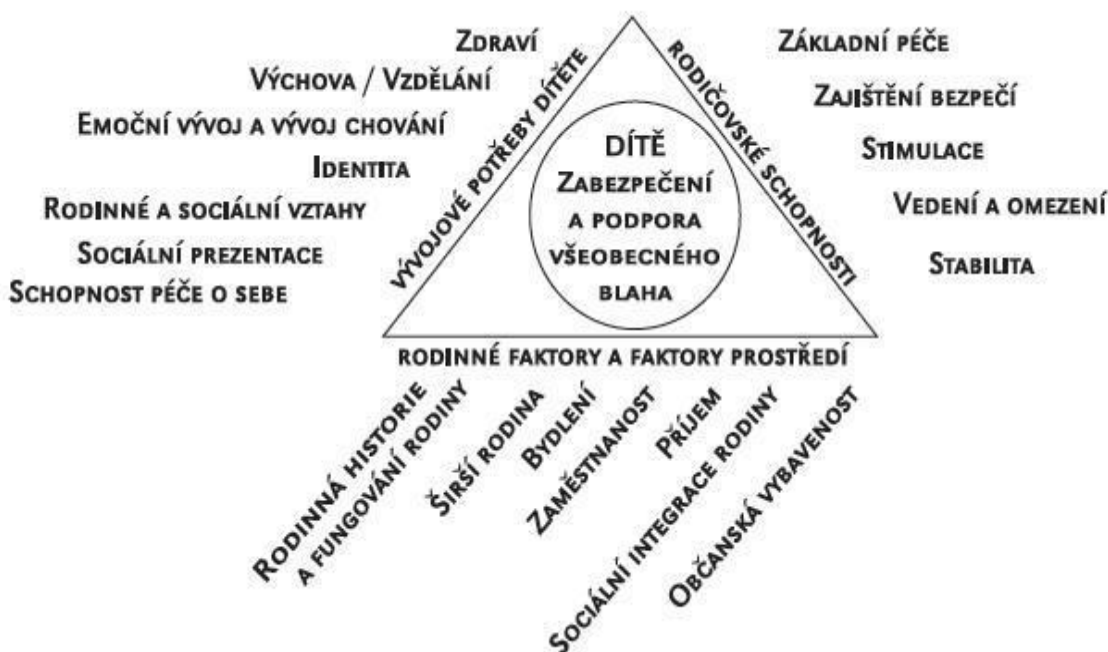 Zdraví
Výchova / Vzdělání
Emoční vývoj a vývoj chování
Identita
Rodinné a sociální vztahy
Sociální prezentace
Schopnost péče o sebe
VÝVOJOVÉ POTŘEBY DÍTĚTE
DÍTĚ
Zabezpečení
a podpora
všeobecného
blaha
RODIČOVSKÉ SCHOPNOSTI
Základní péče
Zajištění bezpečí
Stimulace
Vedení a omezení
Stabilita
RODINNÉ FAKTORY A FAKTORY PROSTŘEDÍ
Rodinná historie
a fungování rodiny
Širší rodina
Bydlení
Zaměstnanost
Příjem
Sociální integrace rodiny
Občanská vybavenost